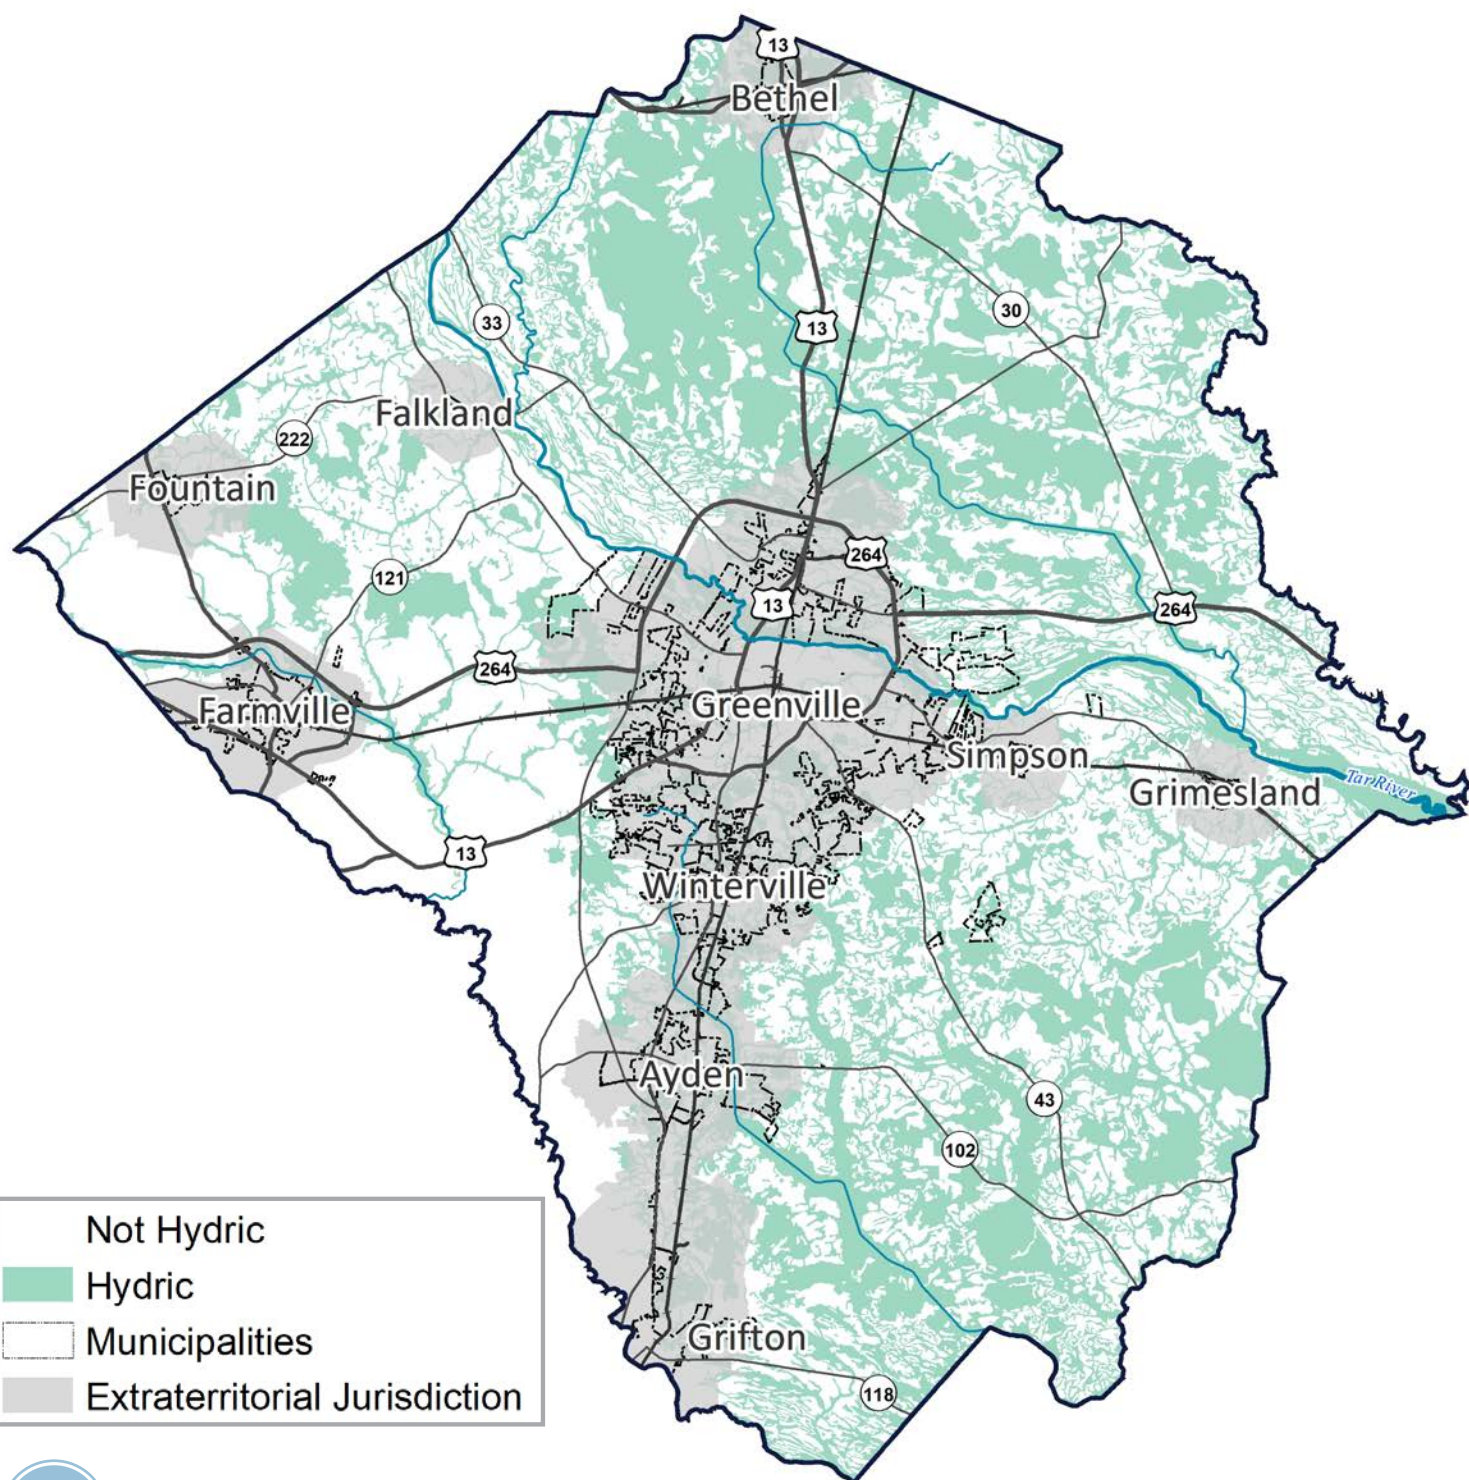 13
Bethel
33
13
30
Falkland
222
Fountain
264
121
13
264
264
Greenville
Farmville
Simpson
Tar River
Grimesland
13
Winterville
Ayden
43
102
Not Hydric
Hydric
Municipalities
Grifton
Extraterritorial Jurisdiction
118